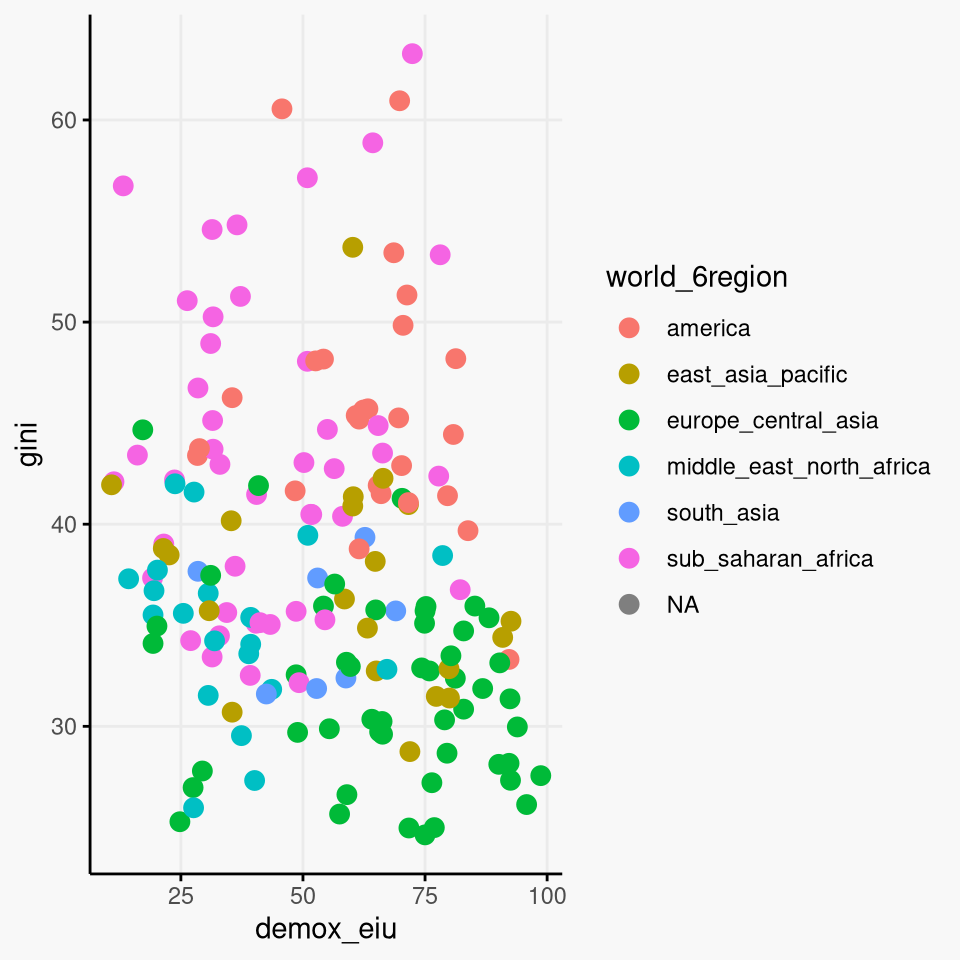 60
50
40
30
gini
25 50 75 100
demox_eiu
world_6region
america
east_asia_pacific
europe_central_asia
middle_east_north_africa
south_asia
sub_saharan_africa
NA